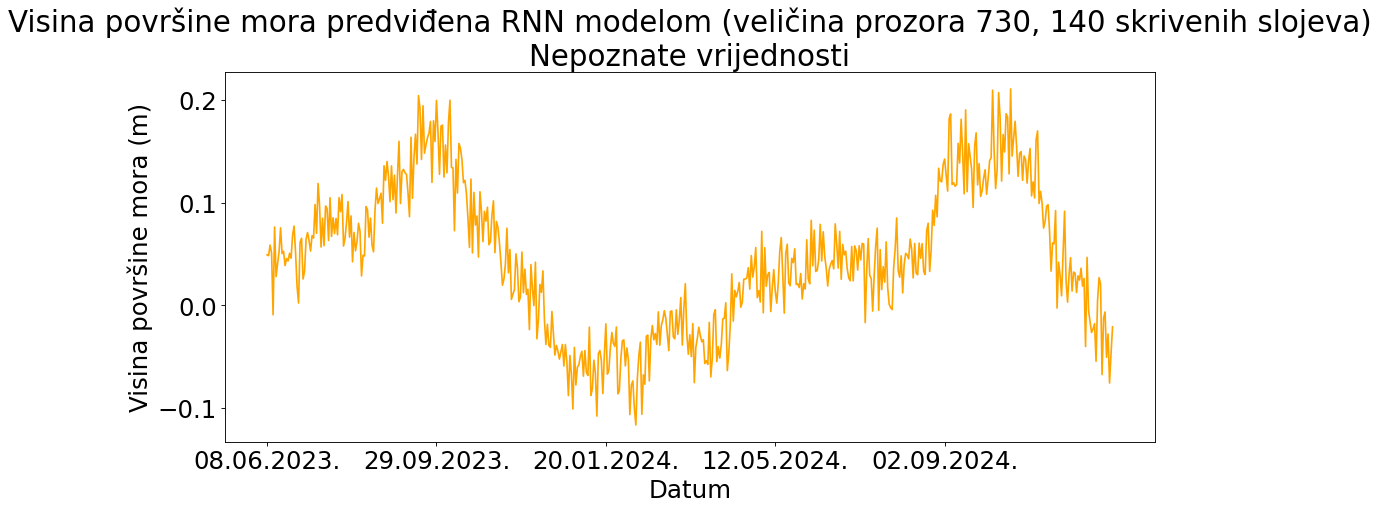 Visina površine mora predviđena RNN modelom (veličina prozora 730, 140 skrivenih slojeva)
Nepoznate vrijednosti
Visina površine mora (m)
0.2
0.1
0.0
−0.1
08.06.2023. 29.09.2023. 20.01.2024. 12.05.2024. 02.09.2024.
Datum